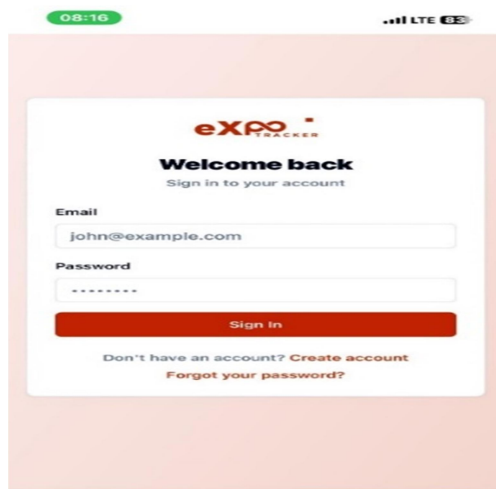 08:16 LTE 83
eXpo
TRACKER
Welcome back
Sign in to your account
Email
john@example.com
Password
Sign In
Don't have an account? Create account
Forgot your password?